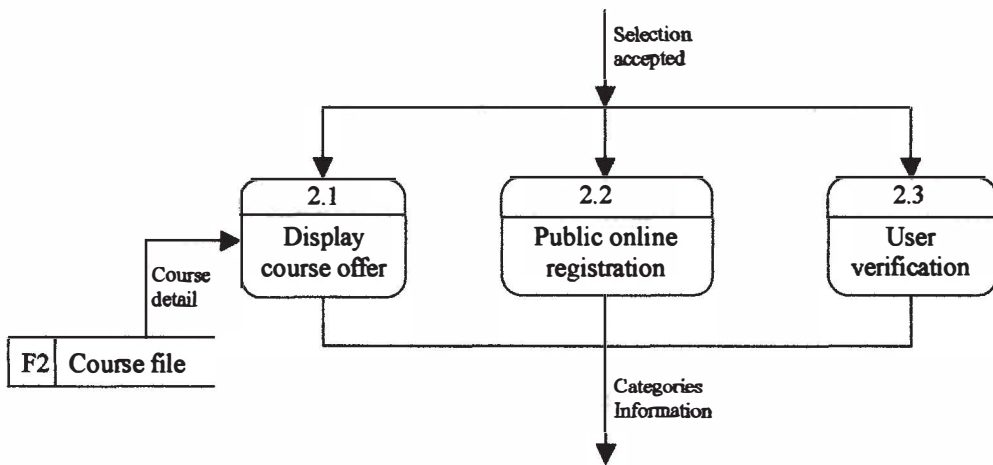 Selection
accepted
2.1
Display
course offer
2.2
Public online
registration
2.3
User
verification
Course
detail
F2 Course file
Categories
Information